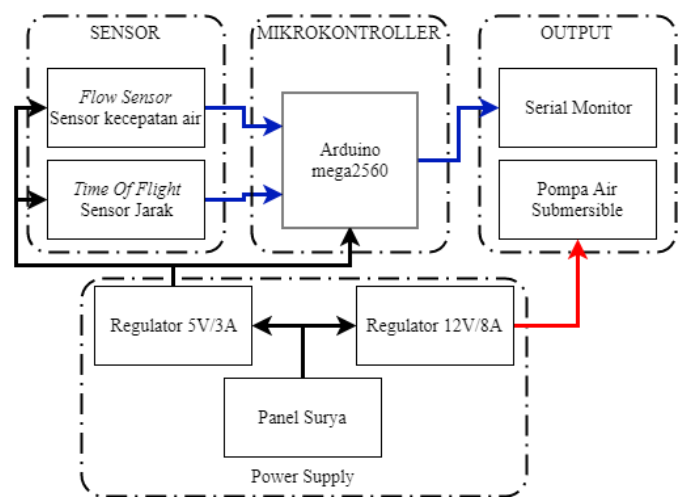 SENSOR
MIKROKONTROLLER
OUTPUT
Flow Sensor
Sensor kecepatan air
Time Of Flight
Sensor Jarak
Arduino
mega2560
Serial Monitor
Pompa Air
Submersible
Regulator 5V/3A
Regulator 12V/8A
Panel Surya
Power Supply